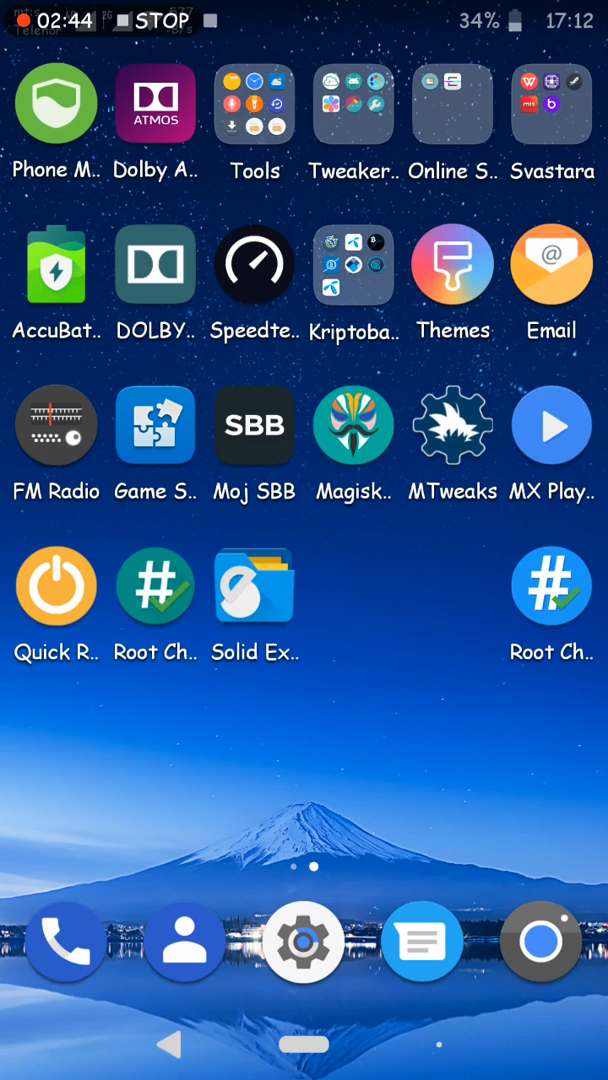 02:44 STOP 34% 17:12
Telenor
Phone M.. Dolby A.. Tools Tweaker.. Online S.. Svastara
ATMOS
AccuBat.. DOLBY.. Speedte.. Kriptoba.. Themes Email
@
SBB
FM Radio Game S.. Moj SBB Magisk.. MTweaks MX Play..
# #
Quick R.. Root Ch.. Solid Ex.. Root Ch..